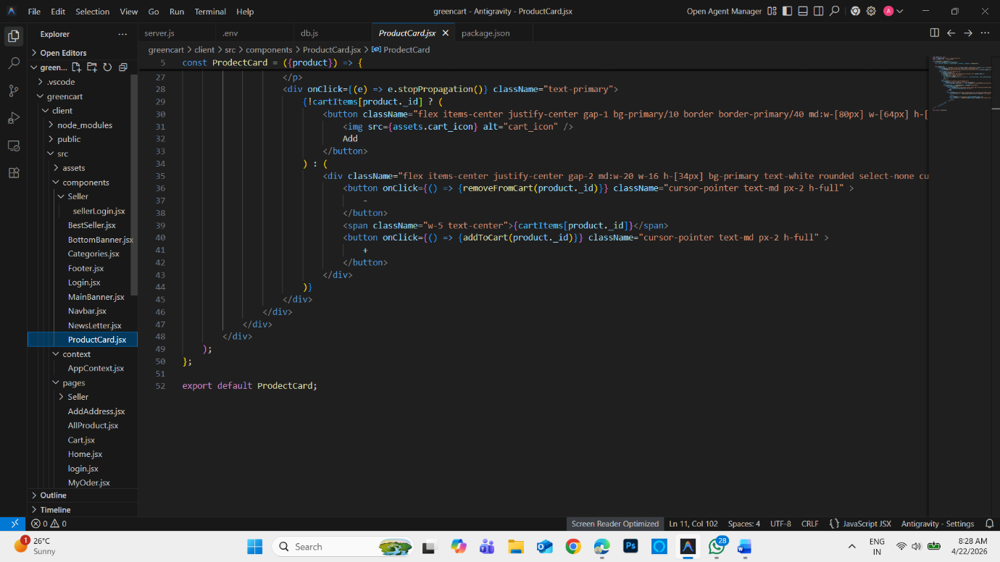 File Edit Selection View Go Run Terminal Help
greencart - Antigravity - ProductCard.jsx
Open Agent Manager
A
Explorer
server.js
.env
db.js
ProductCard.jsx
package.json
Open Editors
greencart > client > src > components > ProductCard.jsx > ProdectCard
green...
5 const ProdectCard = ({product}) => {
27 </p>
28 <div onClick={(e) => e.stopPropagation()} className="text-primary">
29 {!cartItems[product._id] ? (
30 <button className="flex items-center justify-center gap-1 bg-primary/10 border border-primary/40 md:w-[80px] w-[64px] h-[
31 <img src={assets.cart_icon} alt="cart_icon" />
32 Add
33 </button>
34 ) : (
35 <div className="flex items-center justify-center gap-2 md:w-20 w-16 h-[34px] bg-primary text-white rounded select-none cu
36 <button onClick={() => {removeFromCart(product._id)}} className="cursor-pointer text-md px-2 h-full" >
37 -
38 </button>
39 <span className="w-5 text-center">{cartItems[product._id]}</span>
40 <button onClick={() => {addToCart(product._id)}} className="cursor-pointer text-md px-2 h-full" >
41 +
42 </button>
43 </div>
44 )}
45 </div>
46 </div>
47 </div>
48 </div>
49 );
50 };
51
52 export default ProdectCard;
.vscode
greencart
client
node_modules
public
src
assets
components
Seller
sellerLogin.jsx
BestSeller.jsx
BottomBanner.jsx
Categories.jsx
Footer.jsx
Login.jsx
MainBanner.jsx
Navbar.jsx
NewsLetter.jsx
ProductCard.jsx
context
AppContext.jsx
pages
Seller
AddAddress.jsx
AllProduct.jsx
Cart.jsx
Home.jsx
login.jsx
MyOder.jsx
Outline
Timeline
0 0
Screen Reader Optimized
Ln 11, Col 102
Spaces: 4
UTF-8
CRLF
{} JavaScript JSX
Antigravity - Settings
1
26°C
Sunny
Search
Ps
28
ENG
IN
8:28 AM
4/22/2026